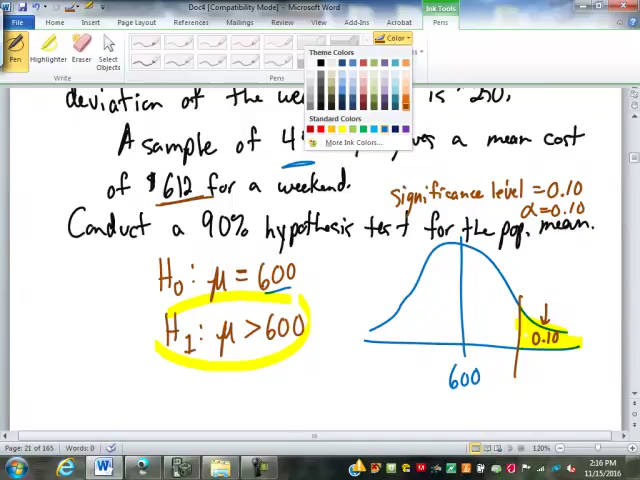 Doc4 [Compatibility Mode] - Microsoft Word
Ink Tools
File Home Insert Page Layout References Mailings Review View Add-Ins Acrobat Pens
Pen Highlighter Eraser Select Objects
Color
Write
Pens
Theme Colors
Standard Colors
More Ink Colors...
deviation of the is $50.
A sample of 4 a mean cost
of $612 for a weekend.
significance level = 0.10
α = 0.10
Conduct a 90% hypothesis test for the pop. mean.
H₀: μ = 600
H₁: μ > 600
0.10
600
Page: 21 of 165 Words: 0 120%
2:16 PM
11/15/2016